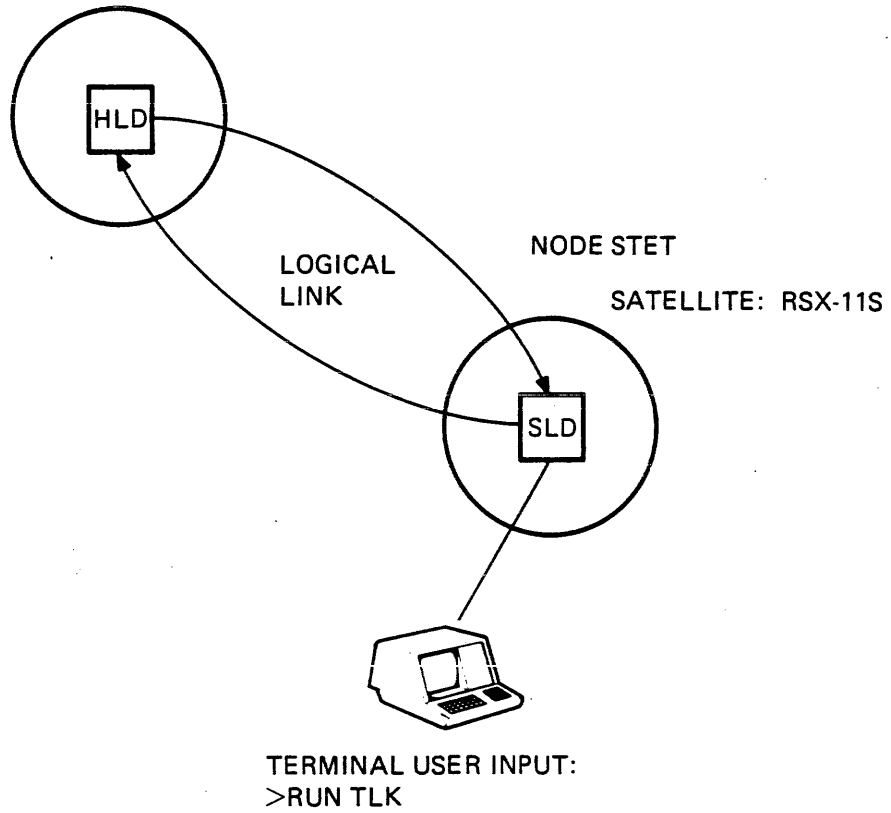 HLD
NODE STET
LOGICAL
LINK
SATELLITE: RSX-11S
SLD
TERMINAL USER INPUT:
>RUN TLK